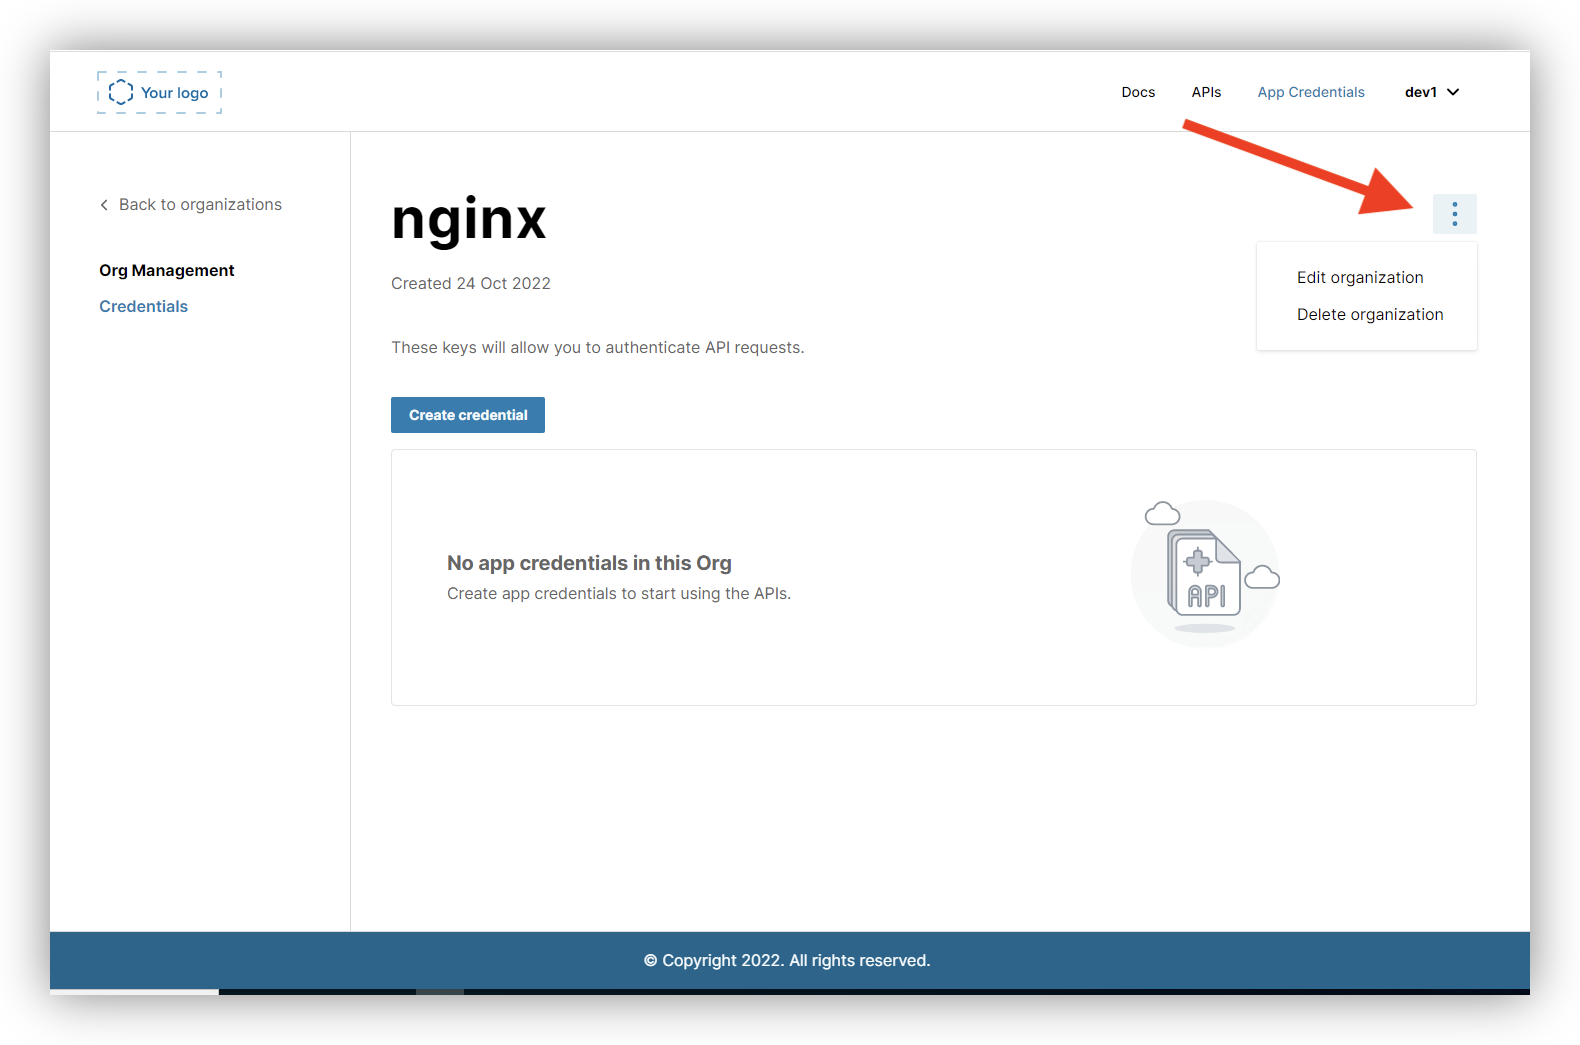 Your logo
Docs
APIs
App Credentials
dev1
Back to organizations
Org Management
Credentials
nginx
Created 24 Oct 2022
Edit organization
Delete organization
These keys will allow you to authenticate API requests.
Create credential
No app credentials in this Org
Create app credentials to start using the APIs.
API
© Copyright 2022. All rights reserved.